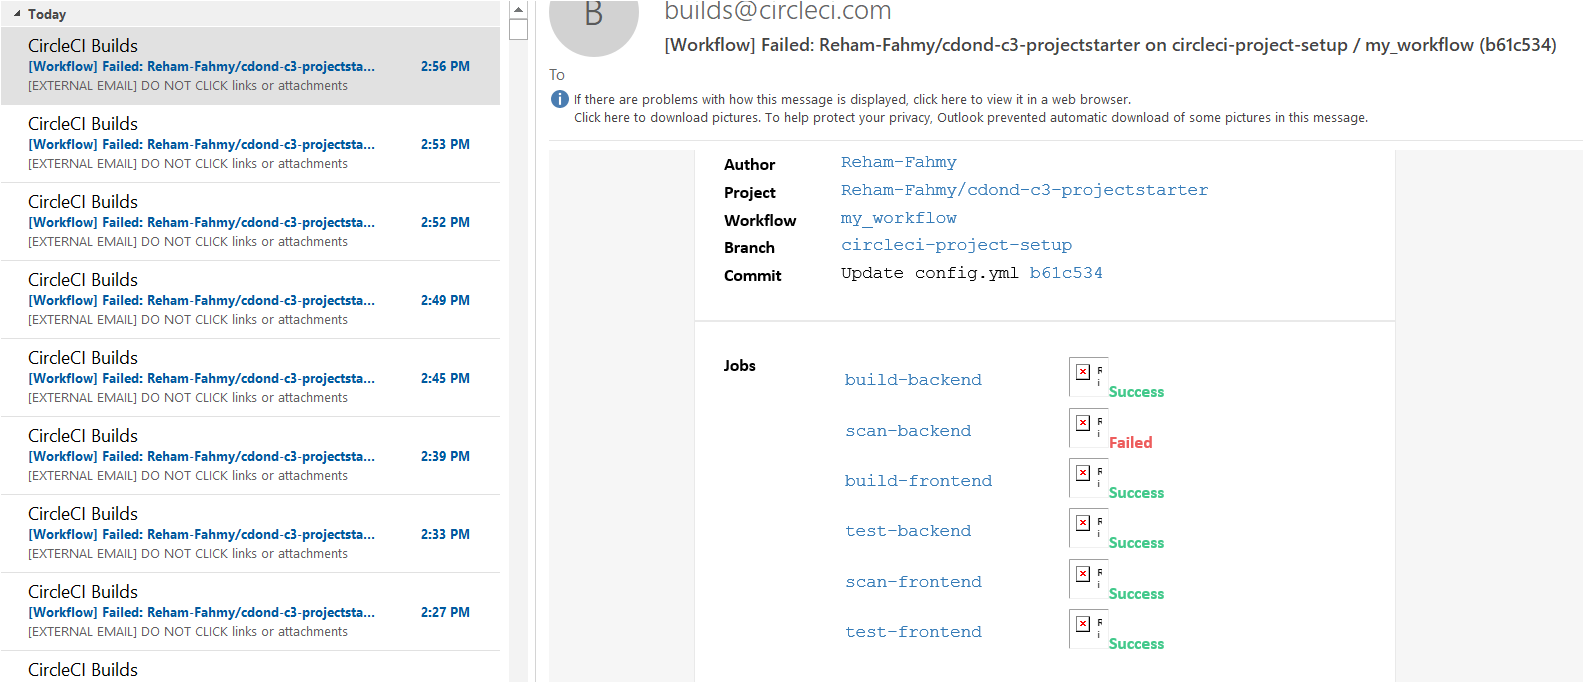 Today
CircleCI Builds
[Workflow] Failed: Reham-Fahmy/cdond-c3-projectsta... 2:56 PM
[EXTERNAL EMAIL] DO NOT CLICK links or attachments
CircleCI Builds
[Workflow] Failed: Reham-Fahmy/cdond-c3-projectsta... 2:53 PM
[EXTERNAL EMAIL] DO NOT CLICK links or attachments
CircleCI Builds
[Workflow] Failed: Reham-Fahmy/cdond-c3-projectsta... 2:52 PM
[EXTERNAL EMAIL] DO NOT CLICK links or attachments
CircleCI Builds
[Workflow] Failed: Reham-Fahmy/cdond-c3-projectsta... 2:49 PM
[EXTERNAL EMAIL] DO NOT CLICK links or attachments
CircleCI Builds
[Workflow] Failed: Reham-Fahmy/cdond-c3-projectsta... 2:45 PM
[EXTERNAL EMAIL] DO NOT CLICK links or attachments
CircleCI Builds
[Workflow] Failed: Reham-Fahmy/cdond-c3-projectsta... 2:39 PM
[EXTERNAL EMAIL] DO NOT CLICK links or attachments
CircleCI Builds
[Workflow] Failed: Reham-Fahmy/cdond-c3-projectsta... 2:33 PM
[EXTERNAL EMAIL] DO NOT CLICK links or attachments
CircleCI Builds
[Workflow] Failed: Reham-Fahmy/cdond-c3-projectsta... 2:27 PM
[EXTERNAL EMAIL] DO NOT CLICK links or attachments
CircleCI Builds
B
builds@circleci.com
[Workflow] Failed: Reham-Fahmy/cdond-c3-projectstarter on circleci-project-setup / my_workflow (b61c534)
To
If there are problems with how this message is displayed, click here to view it in a web browser.
Click here to download pictures. To help protect your privacy, Outlook prevented automatic download of some pictures in this message.
Author Reham-Fahmy
Project Reham-Fahmy/cdond-c3-projectstarter
Workflow my_workflow
Branch circleci-project-setup
Commit Update config.yml b61c534
Jobs
build-backend Success
scan-backend Failed
build-frontend Success
test-backend Success
scan-frontend Success
test-frontend Success